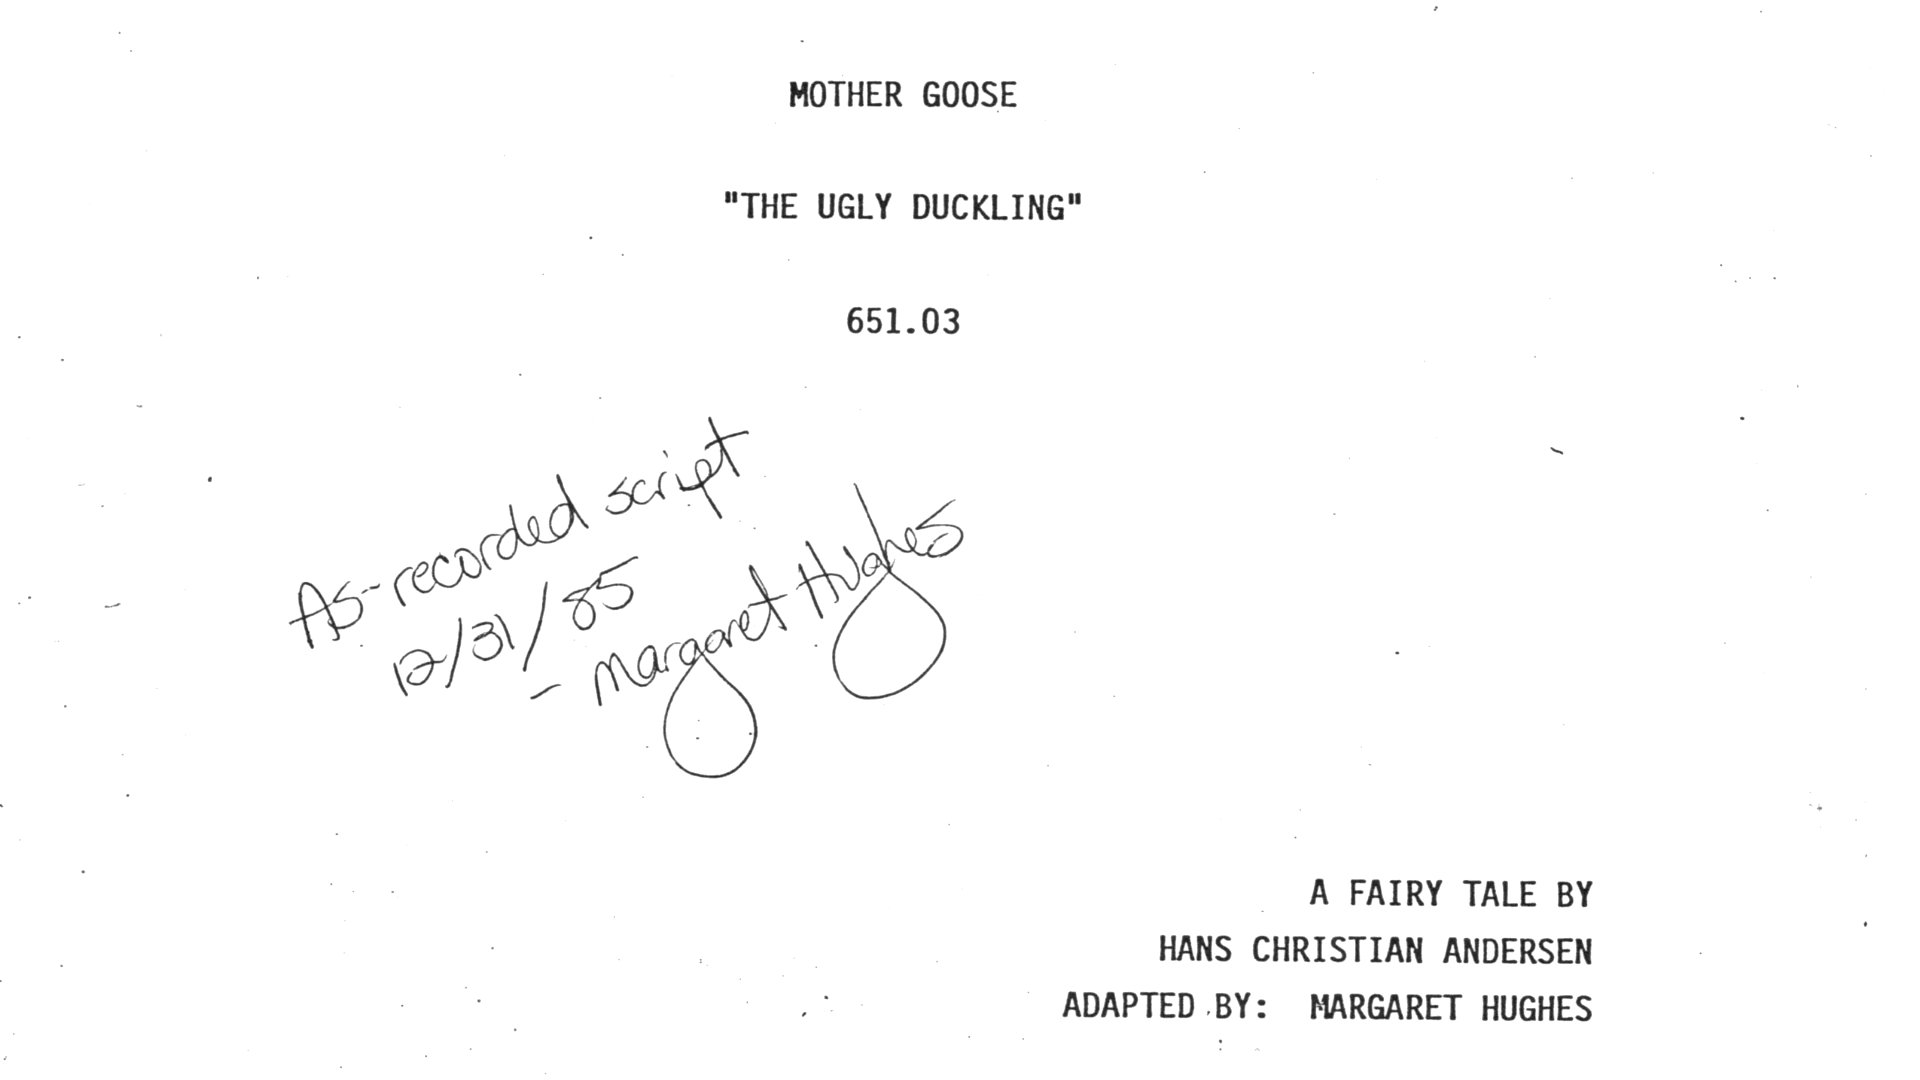 MOTHER GOOSE
"THE UGLY DUCKLING"
651.03
As-recorded script
12/31/85
- Margaret Hughes
A FAIRY TALE BY
HANS CHRISTIAN ANDERSEN
ADAPTED BY: MARGARET HUGHES